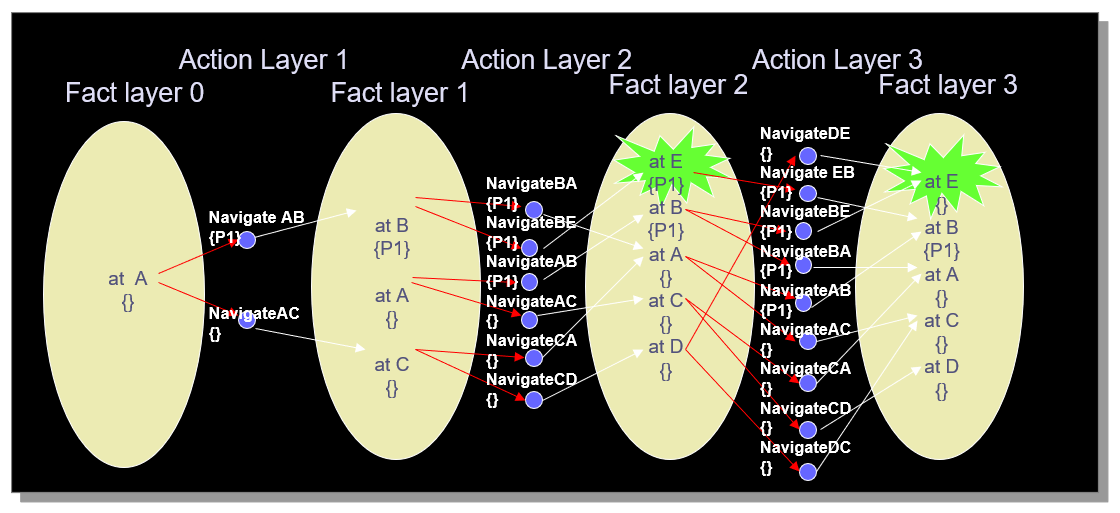 Action Layer 1
Action Layer 2
Action Layer 3
Fact layer 0
Fact layer 1
Fact layer 2
Fact layer 3
at A
{}
Navigate AB
{P1}
NavigateAC
{}
at B
{P1}
at A
{}
at C
{}
NavigateBA
{P1}
NavigateBE
{P1}
NavigateAB
{P1}
NavigateAC
{}
NavigateCA
{}
NavigateCD
{}
at E
{P1}
at B
{P1}
at A
{}
at C
{}
at D
{}
NavigateDE
{}
Navigate EB
{P1}
NavigateBE
{P1}
NavigateBA
{P1}
NavigateAB
{P1}
NavigateAC
{}
NavigateCA
{}
NavigateCD
{}
NavigateDC
{}
at E
{}
at B
{P1}
at A
{}
at C
{}
at D
{}